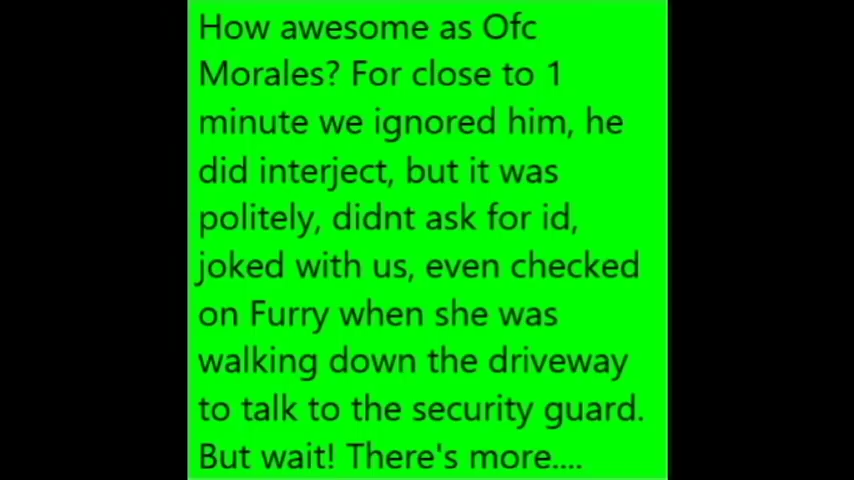 How awesome as Ofc
Morales? For close to 1
minute we ignored him, he
did interject, but it was
politely, didnt ask for id,
joked with us, even checked
on Furry when she was
walking down the driveway
to talk to the security guard.
But wait! There's more....